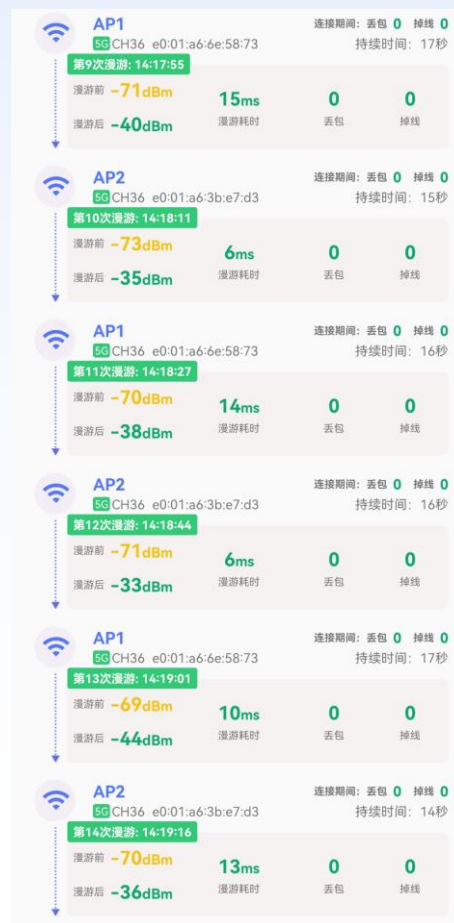 AP1
连接期间: 丢包 0 掉线 0
5G CH36 e0:01:a6:6e:58:73
持续时间: 17秒
第9次漫游: 14:17:55
漫游前 -71dBm
15ms 0 0
漫游耗时 丢包 掉线
漫游后 -40dBm
AP2
连接期间: 丢包 0 掉线 0
5G CH36 e0:01:a6:3b:e7:d3
持续时间: 15秒
第10次漫游: 14:18:11
漫游前 -73dBm
6ms 0 0
漫游耗时 丢包 掉线
漫游后 -35dBm
AP1
连接期间: 丢包 0 掉线 0
5G CH36 e0:01:a6:6e:58:73
持续时间: 16秒
第11次漫游: 14:18:27
漫游前 -70dBm
14ms 0 0
漫游耗时 丢包 掉线
漫游后 -38dBm
AP2
连接期间: 丢包 0 掉线 0
5G CH36 e0:01:a6:3b:e7:d3
持续时间: 16秒
第12次漫游: 14:18:44
漫游前 -71dBm
6ms 0 0
漫游耗时 丢包 掉线
漫游后 -33dBm
AP1
连接期间: 丢包 0 掉线 0
5G CH36 e0:01:a6:6e:58:73
持续时间: 17秒
第13次漫游: 14:19:01
漫游前 -69dBm
10ms 0 0
漫游耗时 丢包 掉线
漫游后 -44dBm
AP2
连接期间: 丢包 0 掉线 0
5G CH36 e0:01:a6:3b:e7:d3
持续时间: 14秒
第14次漫游: 14:19:16
漫游前 -70dBm
13ms 0 0
漫游耗时 丢包 掉线
漫游后 -36dBm